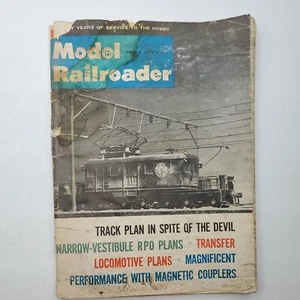 YEARS OF SERVICE TO THE HOBBY
Model
Railroader
TRACK PLAN IN SPITE OF THE DEVIL
NARROW-VESTIBULE RPO PLANS • TRANSFER
LOCOMOTIVE PLANS • MAGNIFICENT
PERFORMANCE WITH MAGNETIC COUPLERS